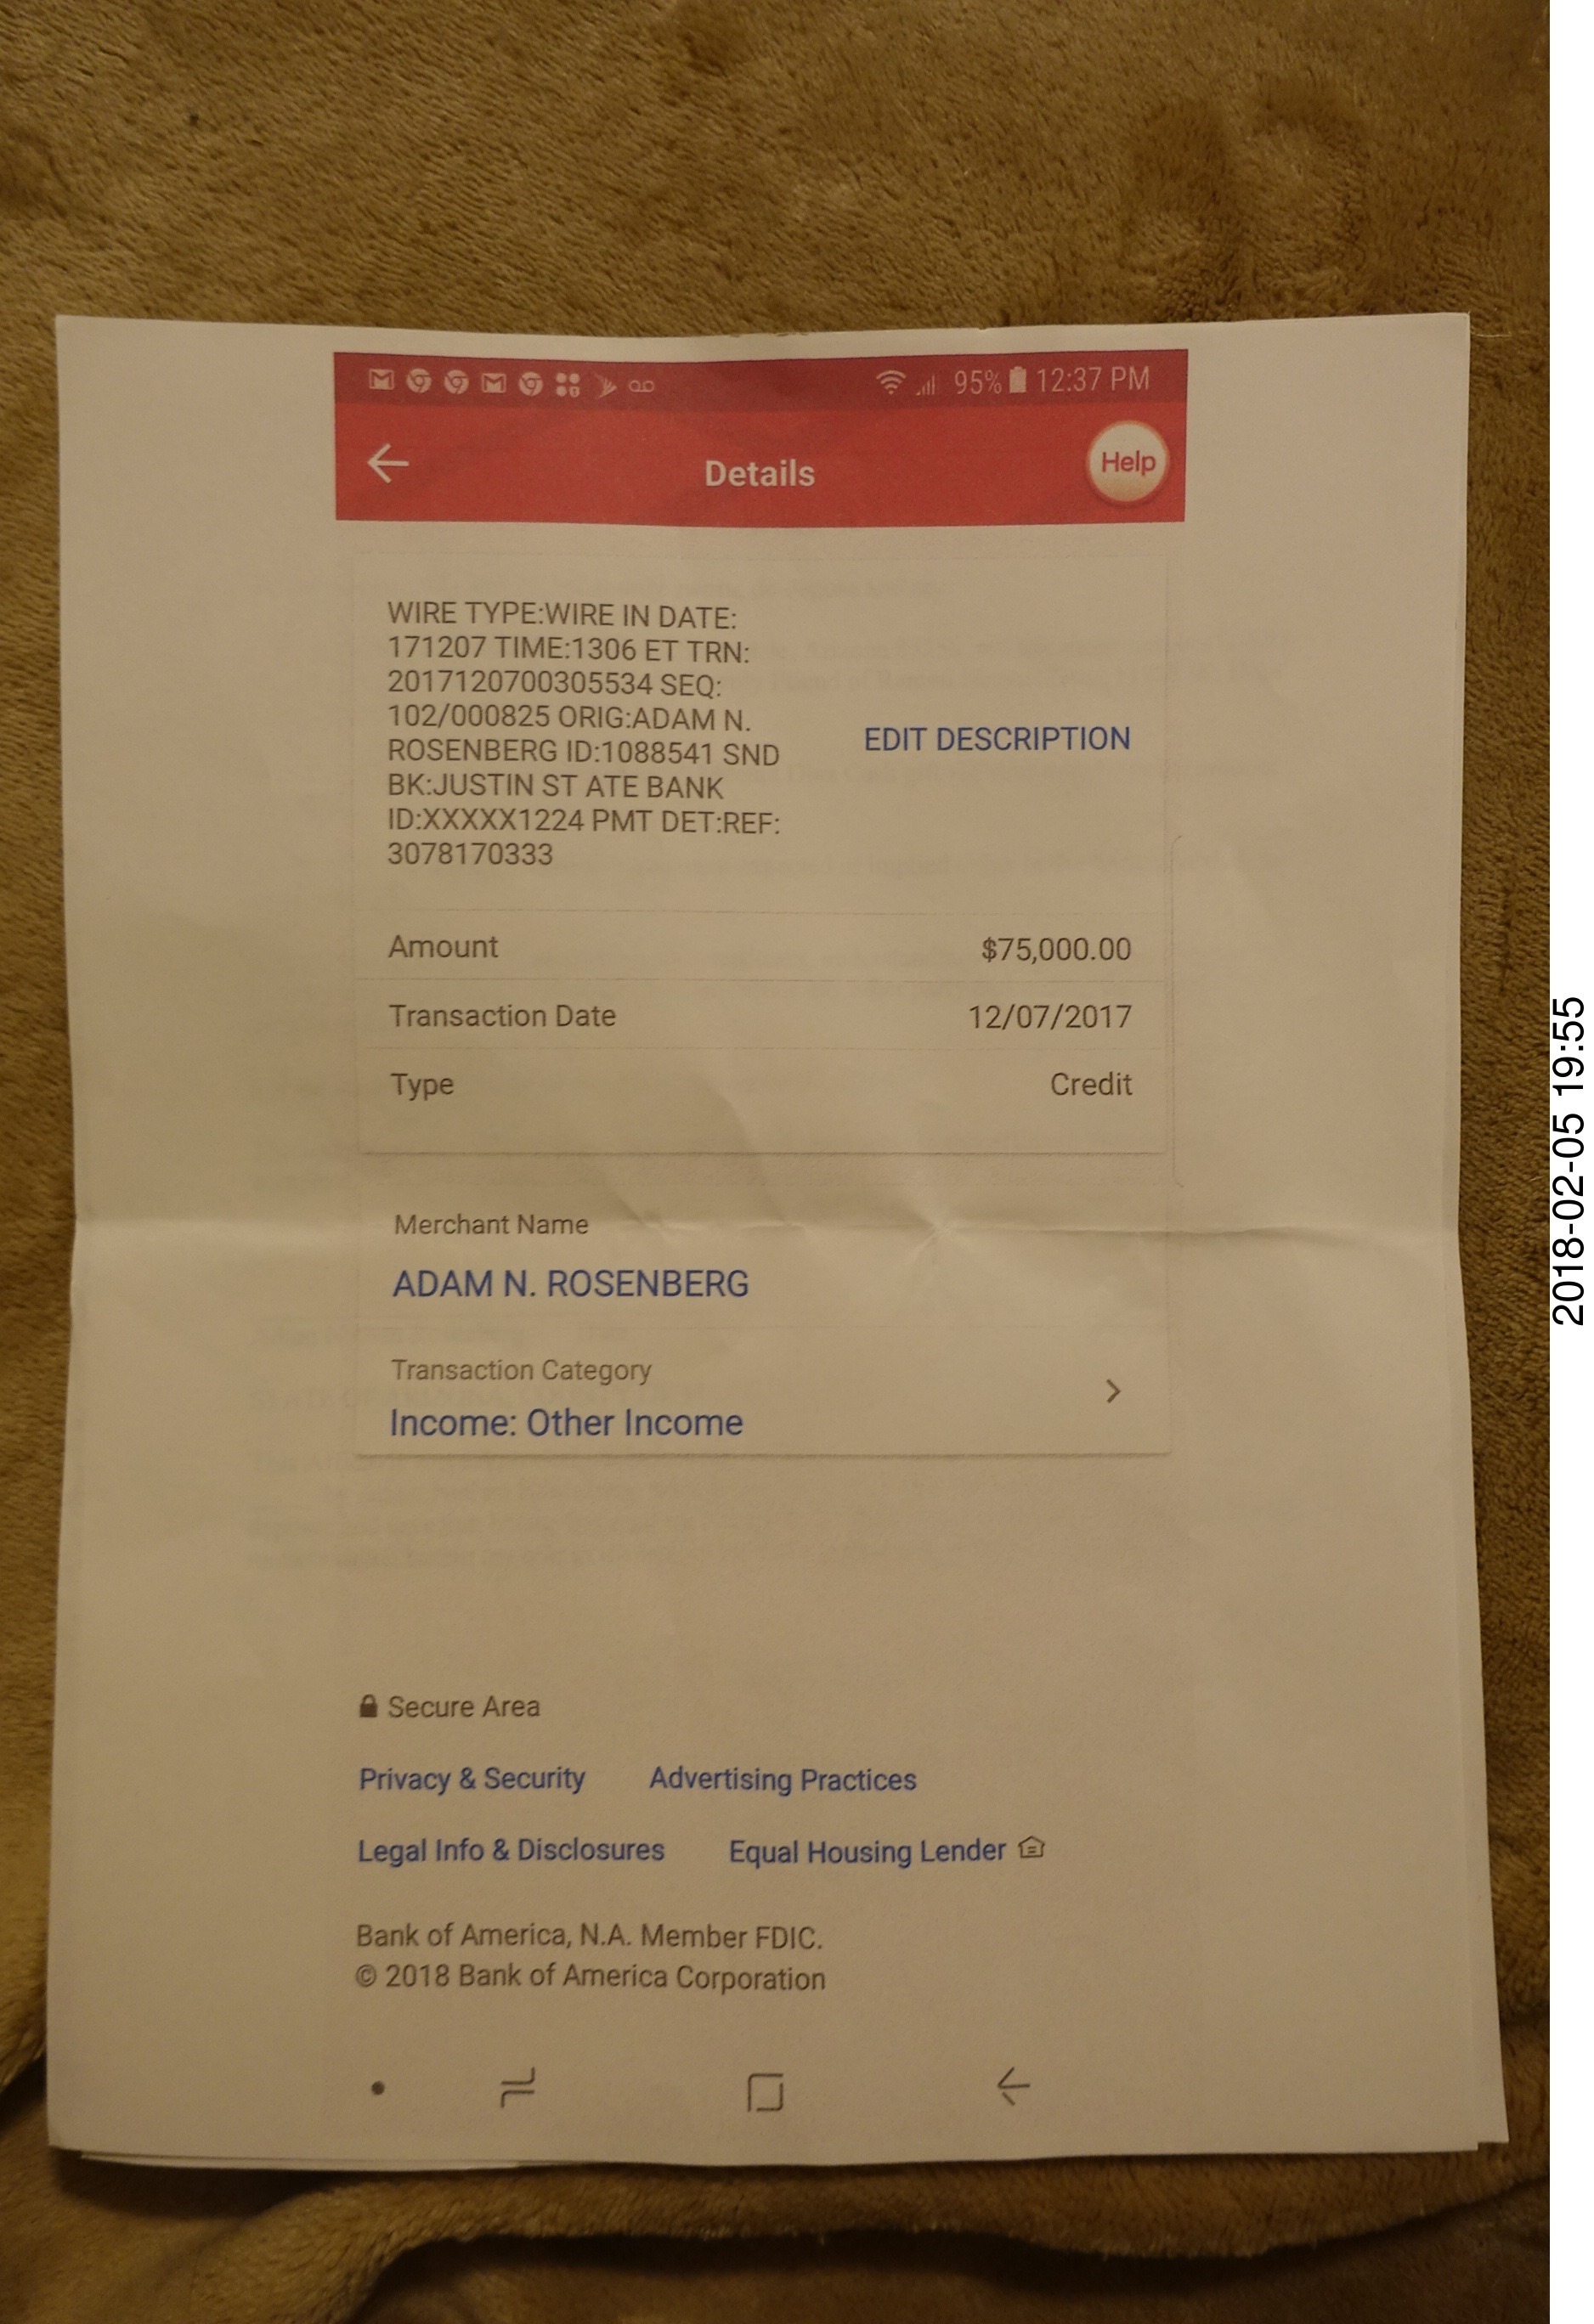 95% 12:37 PM
Details
Help
WIRE TYPE:WIRE IN DATE:
171207 TIME:1306 ET TRN:
2017120700305534 SEQ:
102/000825 ORIG:ADAM N.
ROSENBERG ID:1088541 SND
BK:JUSTIN ST ATE BANK
ID:XXXXX1224 PMT DET:REF:
3078170333
EDIT DESCRIPTION
Amount $75,000.00
Transaction Date 12/07/2017
Type Credit
Merchant Name
ADAM N. ROSENBERG
Transaction Category
Income: Other Income
Secure Area
Privacy & Security Advertising Practices
Legal Info & Disclosures Equal Housing Lender
Bank of America, N.A. Member FDIC.
© 2018 Bank of America Corporation
2018-02-05 19:55